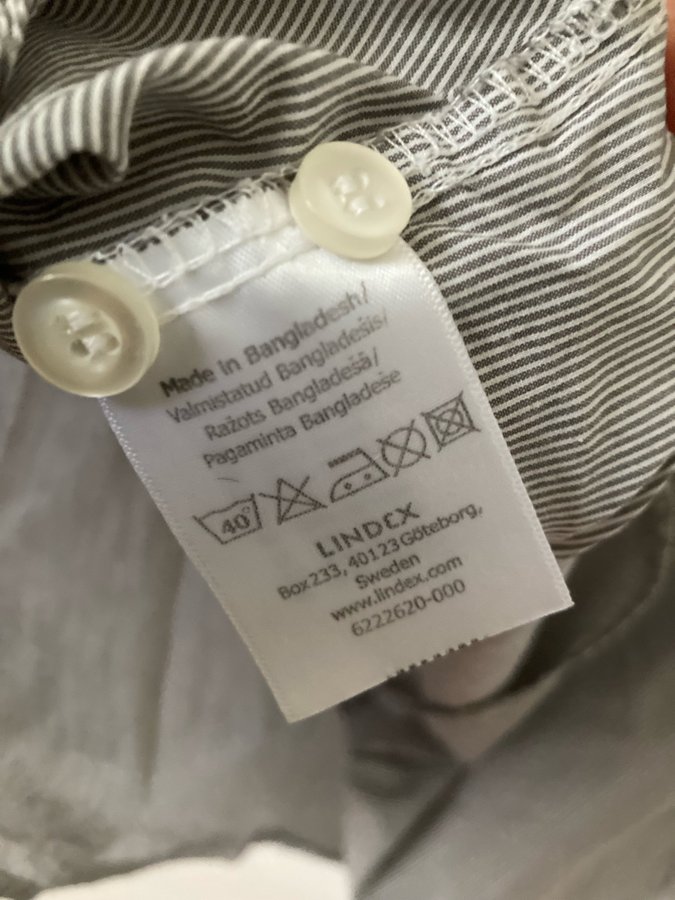 Made in Bangladesh/
Valmistatud Bangladešis/
Ražots Bangladešā/
Pagaminta Bangladeše
40°
LINDEX
Box 233, 40123 Göteborg,
Sweden
www.lindex.com
6222620-000